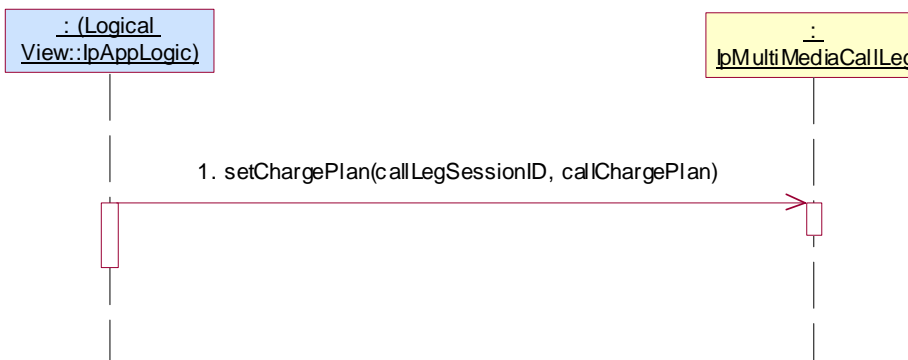 : (Logical
View::IpAppLogic)
:
IpMultiMediaCallLeg
1. setChargePlan(callLegSessionID, callChargePlan)